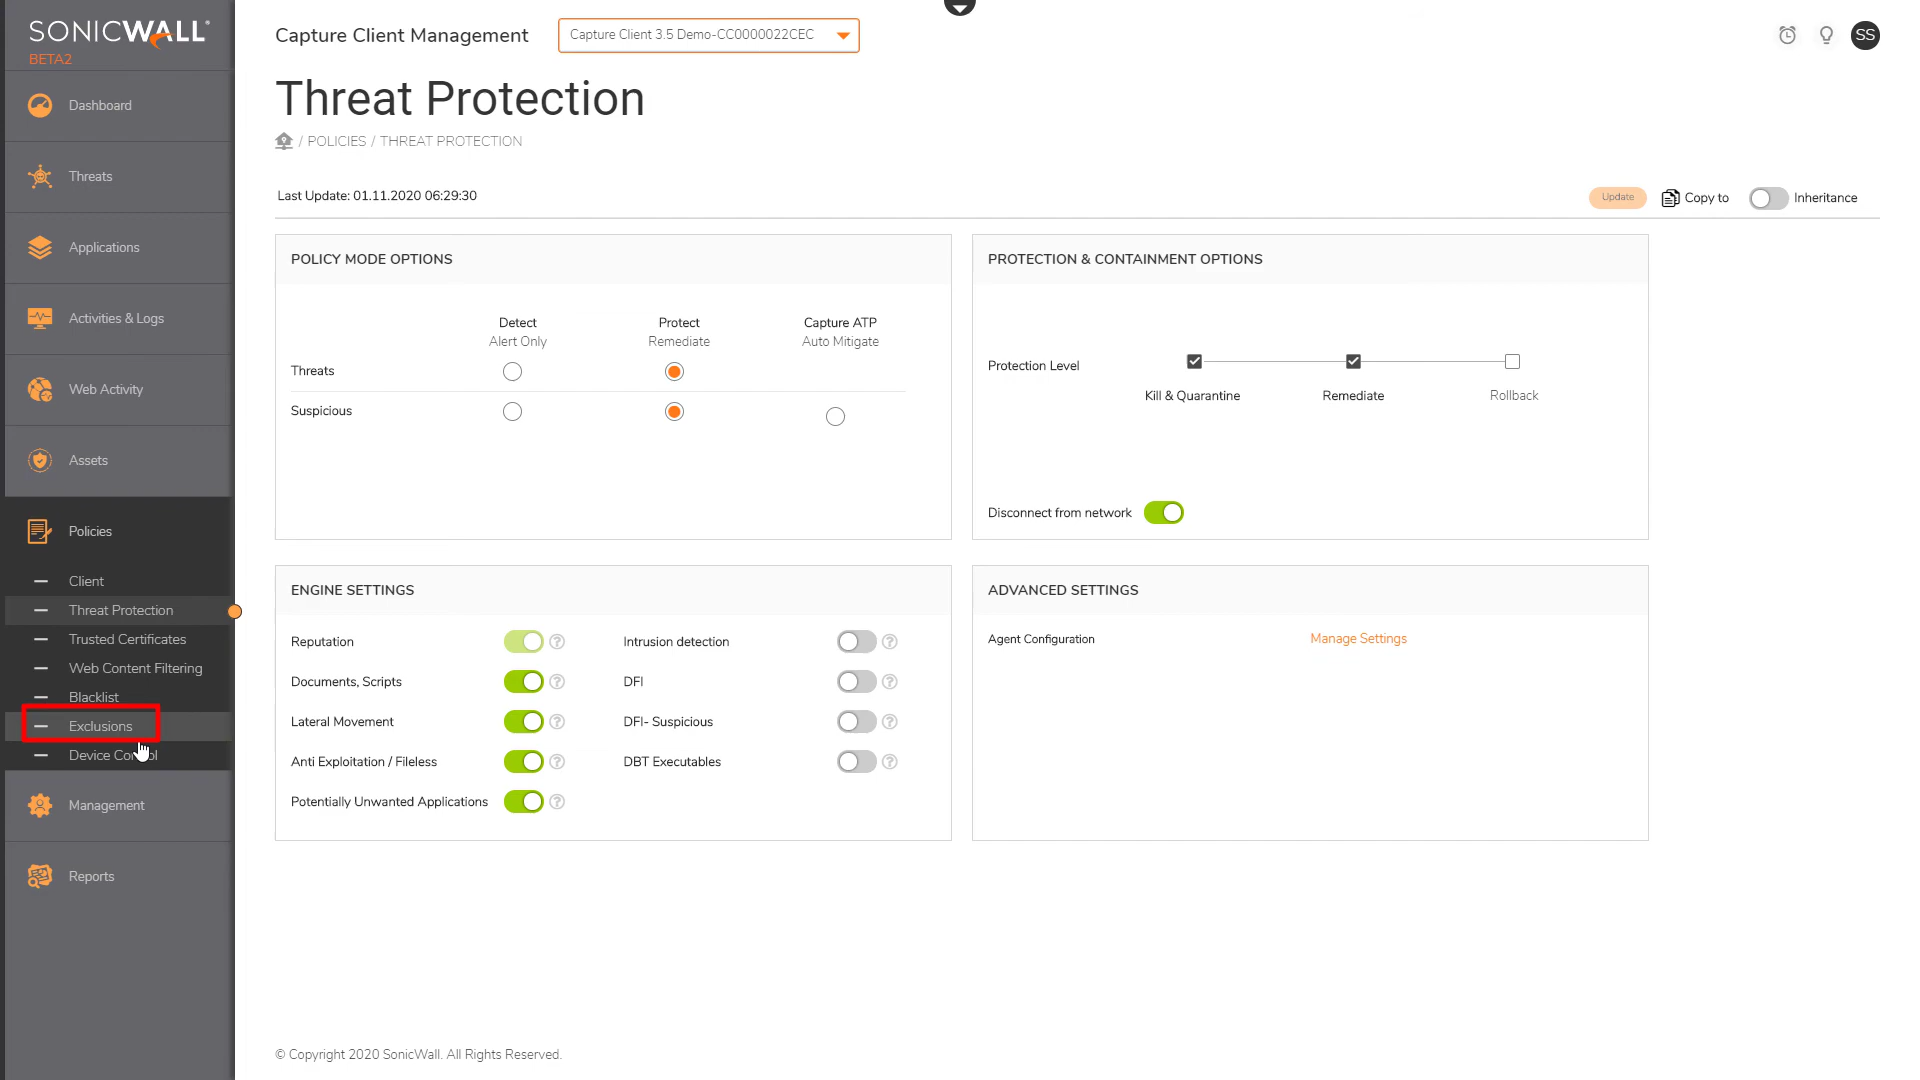 SONICWALL
BETA2
Capture Client Management
Capture Client 3.5 Demo-CC0000022CEC
SS
Threat Protection
/ POLICIES / THREAT PROTECTION
Last Update: 01.11.2020 06:29:30
Update
Copy to
Inheritance
Dashboard
Threats
Applications
Activities & Logs
Web Activity
Assets
Policies
Client
Threat Protection
Trusted Certificates
Web Content Filtering
Blacklist
Exclusions
Device Control
Management
Reports
POLICY MODE OPTIONS
Detect Protect Capture ATP
Alert Only Remediate Auto Mitigate
Threats
Suspicious
PROTECTION & CONTAINMENT OPTIONS
Protection Level
Kill & Quarantine Remediate Rollback
Disconnect from network
ENGINE SETTINGS
Reputation ? Intrusion detection ?
Documents, Scripts ? DFI ?
Lateral Movement ? DFI- Suspicious ?
Anti Exploitation / Fileless ? DBT Executables ?
Potentially Unwanted Applications ?
ADVANCED SETTINGS
Agent Configuration Manage Settings
© Copyright 2020 SonicWall. All Rights Reserved.